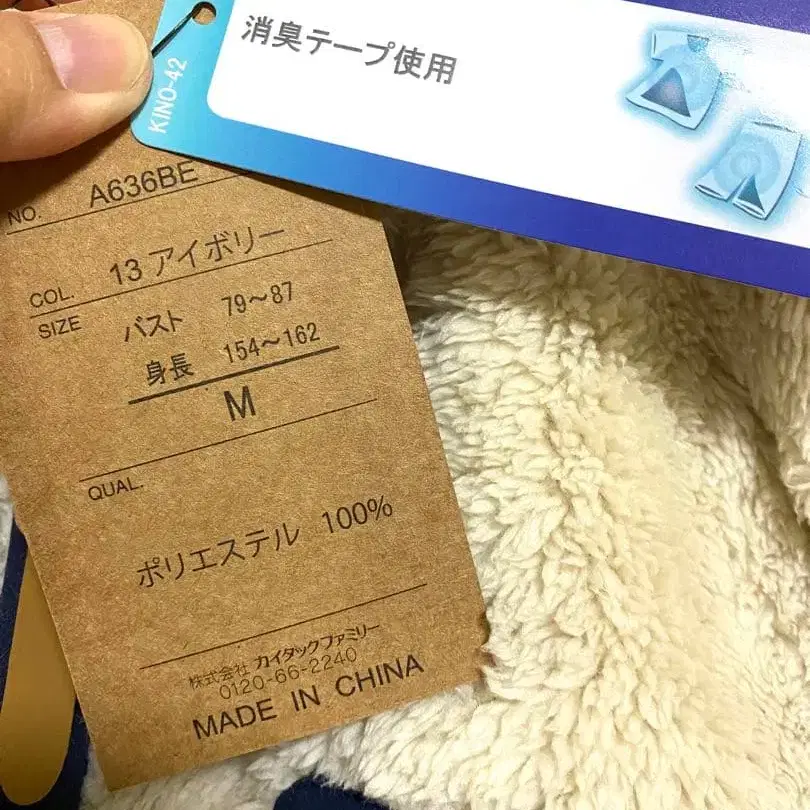 消臭テープ使用
KINO-42
NO. A636BE
COL. 13 アイボリー
SIZE バスト 79～87
身長 154～162
M
QUAL.
ポリエステル 100%
株式会社 カイタックファミリー
0120-66-2240
MADE IN CHINA